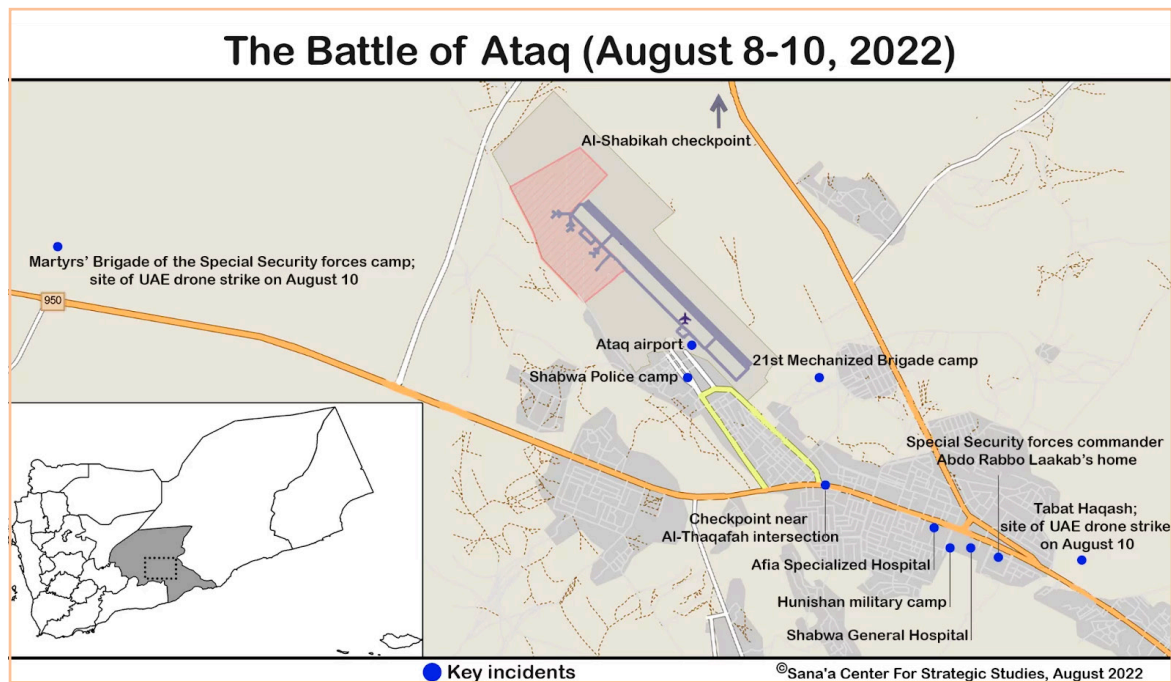 The Battle of Ataq (August 8-10, 2022)
Al-Shabikah checkpoint
Martyrs' Brigade of the Special Security forces camp;
site of UAE drone strike on August 10
950
Ataq airport
21st Mechanized Brigade camp
Shabwa Police camp
Special Security forces commander
Abdo Rabbo Laakab's home
Tabat Haqash;
site of UAE drone strike
on August 10
Checkpoint near
Al-Thaqafah intersection
Afia Specialized Hospital
Hunishan military camp
Shabwa General Hospital
Key incidents
©Sana'a Center For Strategic Studies, August 2022